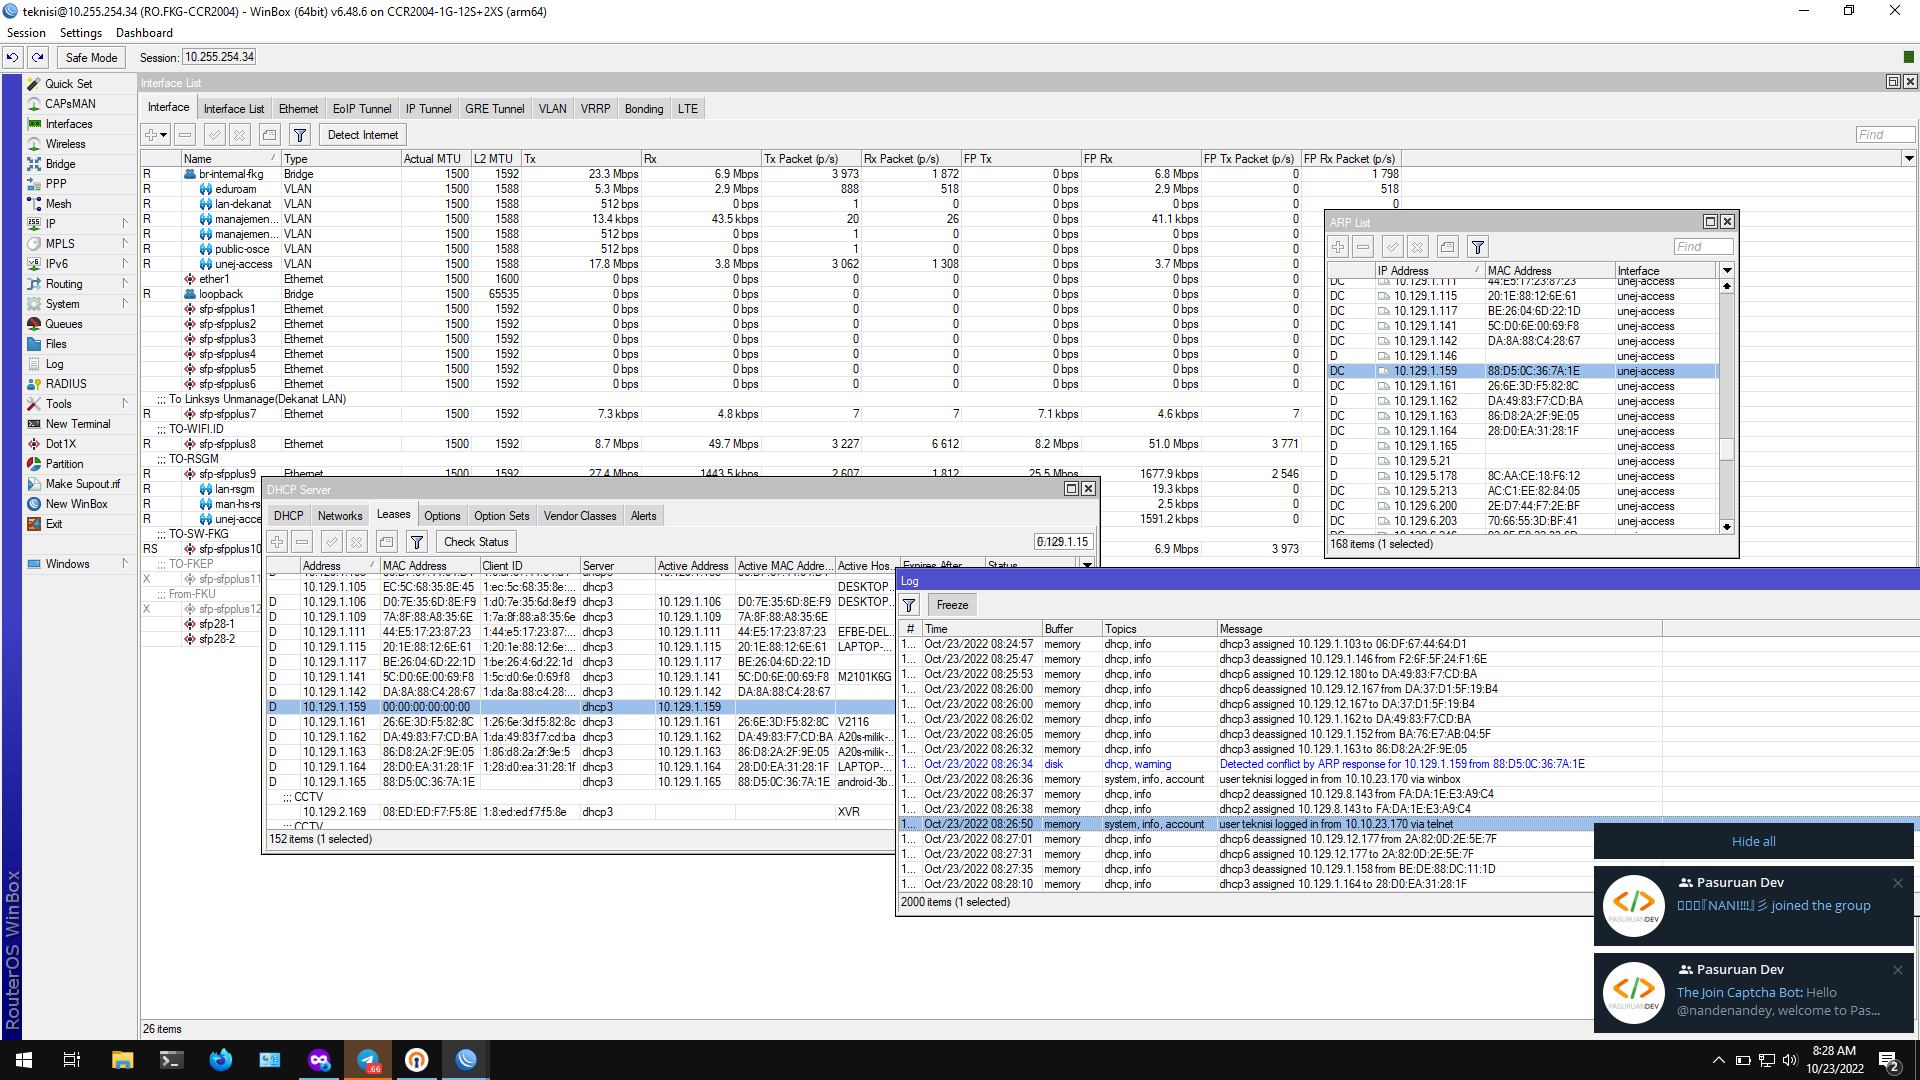 teknisi@10.255.254.34 (RO.FKG-CCR2004) - WinBox (64bit) v6.48.6 on CCR2004-1G-12S+2XS (arm64)
Session Settings Dashboard
Safe Mode Session: 10.255.254.34
Quick Set
CAPsMAN
Interfaces
Wireless
Bridge
PPP
Mesh
IP
MPLS
IPv6
Routing
System
Queues
Files
Log
RADIUS
Tools
New Terminal
Dot1X
Partition
Make Supout.rif
New WinBox
Exit
Windows
RouterOS WinBox
Interface List
Interface Interface List Ethernet EoIP Tunnel IP Tunnel GRE Tunnel VLAN VRRP Bonding LTE
Detect Internet Find
Name Type Actual MTU L2 MTU Tx Rx Tx Packet (p/s) Rx Packet (p/s) FP Tx FP Rx FP Tx Packet (p/s) FP Rx Packet (p/s)
R br-internal-fkg Bridge 1500 1592 23.3 Mbps 6.9 Mbps 3 973 1 872 0 bps 6.8 Mbps 0 1 798
R eduroam VLAN 1500 1588 5.3 Mbps 2.9 Mbps 888 518 0 bps 2.9 Mbps 0 518
R lan-dekanat VLAN 1500 1588 512 bps 0 bps 1 0 0 bps 0 bps 0 0
R manajemen... VLAN 1500 1588 13.4 kbps 43.5 kbps 20 26 0 bps 41.1 kbps 0
R manajemen... VLAN 1500 1588 512 bps 0 bps 1 0 0 bps 0 bps 0
R public-osce VLAN 1500 1588 512 bps 0 bps 1 0 0 bps 0 bps 0
R unej-access VLAN 1500 1588 17.8 Mbps 3.8 Mbps 3 062 1 308 0 bps 3.7 Mbps 0
ether1 Ethernet 1500 1600 0 bps 0 bps 0 0 0 bps 0 bps 0
R loopback Bridge 1500 65535 0 bps 0 bps 0 0 0 bps 0 bps 0
sfp-sfpplus1 Ethernet 1500 1592 0 bps 0 bps 0 0 0 bps 0 bps 0
sfp-sfpplus2 Ethernet 1500 1592 0 bps 0 bps 0 0 0 bps 0 bps 0
sfp-sfpplus3 Ethernet 1500 1592 0 bps 0 bps 0 0 0 bps 0 bps 0
sfp-sfpplus4 Ethernet 1500 1592 0 bps 0 bps 0 0 0 bps 0 bps 0
sfp-sfpplus5 Ethernet 1500 1592 0 bps 0 bps 0 0 0 bps 0 bps 0
sfp-sfpplus6 Ethernet 1500 1592 0 bps 0 bps 0 0 0 bps 0 bps 0
;;; To Linksys Unmanage(Dekanat LAN)
R sfp-sfpplus7 Ethernet 1500 1592 7.3 kbps 4.8 kbps 7 7 7.1 kbps 4.6 kbps 7
;;; TO-WIFI.ID
R sfp-sfpplus8 Ethernet 1500 1592 8.7 Mbps 49.7 Mbps 3 227 6 612 8.2 Mbps 51.0 Mbps 3 771
;;; TO-RSGM
R sfp-sfpplus9 Ethernet 1500 1592 27.4 Mbps 1443.5 kbps 2 607 1 812 25.5 Mbps 1677.9 kbps 2 546
R lan-rsgm 19.3 kbps 0
R man-hs-rs 2.5 kbps 0
R unej-acce 1591.2 kbps 0
;;; TO-SW-FKG
RS sfp-sfpplus10 6.9 Mbps 3 973
;;; TO-FKEP
X sfp-sfpplus11
;;; From-FKU
X sfp-sfpplus12
sfp28-1
sfp28-2
26 items
ARP List
Find
IP Address MAC Address Interface
DC 10.129.1.111 44:E5:17:23:87:23 unej-access
DC 10.129.1.115 20:1E:88:12:6E:61 unej-access
DC 10.129.1.117 BE:26:04:6D:22:1D unej-access
DC 10.129.1.141 5C:D0:6E:00:69:F8 unej-access
DC 10.129.1.142 DA:8A:88:C4:28:67 unej-access
D 10.129.1.146 unej-access
DC 10.129.1.159 88:D5:0C:36:7A:1E unej-access
DC 10.129.1.161 26:6E:3D:F5:82:8C unej-access
D 10.129.1.162 DA:49:83:F7:CD:BA unej-access
DC 10.129.1.163 86:D8:2A:2F:9E:05 unej-access
DC 10.129.1.164 28:D0:EA:31:28:1F unej-access
D 10.129.1.165 unej-access
D 10.129.5.21 unej-access
D 10.129.5.178 8C:AA:CE:18:F6:12 unej-access
DC 10.129.5.213 AC:C1:EE:82:84:05 unej-access
DC 10.129.6.200 2E:D7:44:F7:2E:BF unej-access
DC 10.129.6.203 70:66:55:3D:BF:41 unej-access
168 items (1 selected)
DHCP Server
DHCP Networks Leases Options Option Sets Vendor Classes Alerts
Check Status 0.129.1.15
Address MAC Address Client ID Server Active Address Active MAC Addre... Active Hos... Expires After Status
10.129.1.105 EC:5C:68:35:8E:45 1:ec:5c:68:35:8e:... dhcp3 DESKTOP...
D 10.129.1.106 D0:7E:35:6D:8E:F9 1:d0:7e:35:6d:8e:f9 dhcp3 10.129.1.106 D0:7E:35:6D:8E:F9 DESKTOP...
D 10.129.1.109 7A:8F:88:A8:35:6E 1:7a:8f:88:a8:35:6e dhcp3 10.129.1.109 7A:8F:88:A8:35:6E
D 10.129.1.111 44:E5:17:23:87:23 1:44:e5:17:23:87:... dhcp3 10.129.1.111 44:E5:17:23:87:23 EFBE-DEL...
D 10.129.1.115 20:1E:88:12:6E:61 1:20:1e:88:12:6e:... dhcp3 10.129.1.115 20:1E:88:12:6E:61 LAPTOP-...
D 10.129.1.117 BE:26:04:6D:22:1D 1:be:26:4:6d:22:1d dhcp3 10.129.1.117 BE:26:04:6D:22:1D
D 10.129.1.141 5C:D0:6E:00:69:F8 1:5c:d0:6e:0:69:f8 dhcp3 10.129.1.141 5C:D0:6E:00:69:F8 M2101K6G
D 10.129.1.142 DA:8A:88:C4:28:67 1:da:8a:88:c4:28:... dhcp3 10.129.1.142 DA:8A:88:C4:28:67
D 10.129.1.159 00:00:00:00:00:00 dhcp3 10.129.1.159
D 10.129.1.161 26:6E:3D:F5:82:8C 1:26:6e:3d:f5:82:8c dhcp3 10.129.1.161 26:6E:3D:F5:82:8C V2116
D 10.129.1.162 DA:49:83:F7:CD:BA 1:da:49:83:f7:cd:ba dhcp3 10.129.1.162 DA:49:83:F7:CD:BA A20s-milik-...
D 10.129.1.163 86:D8:2A:2F:9E:05 1:86:d8:2a:2f:9e:5 dhcp3 10.129.1.163 86:D8:2A:2F:9E:05 A20s-milik-...
D 10.129.1.164 28:D0:EA:31:28:1F 1:28:d0:ea:31:28:1f dhcp3 10.129.1.164 28:D0:EA:31:28:1F LAPTOP-...
D 10.129.1.165 88:D5:0C:36:7A:1E dhcp3 10.129.1.165 88:D5:0C:36:7A:1E android-3b...
;;; CCTV
10.129.2.169 08:ED:ED:F7:F5:8E 1:8:ed:ed:f7:f5:8e dhcp3 XVR
;;; CCTV
152 items (1 selected)
Log
Freeze
# Time Buffer Topics Message
1... Oct/23/2022 08:24:57 memory dhcp, info dhcp3 assigned 10.129.1.103 to 06:DF:67:44:64:D1
1... Oct/23/2022 08:25:47 memory dhcp, info dhcp3 deassigned 10.129.1.146 from F2:6F:5F:24:F1:6E
1... Oct/23/2022 08:25:53 memory dhcp, info dhcp6 assigned 10.129.12.180 to DA:49:83:F7:CD:BA
1... Oct/23/2022 08:26:00 memory dhcp, info dhcp6 deassigned 10.129.12.167 from DA:37:D1:5F:19:B4
1... Oct/23/2022 08:26:00 memory dhcp, info dhcp6 assigned 10.129.12.167 to DA:37:D1:5F:19:B4
1... Oct/23/2022 08:26:02 memory dhcp, info dhcp3 assigned 10.129.1.162 to DA:49:83:F7:CD:BA
1... Oct/23/2022 08:26:05 memory dhcp, info dhcp3 deassigned 10.129.1.152 from BA:76:E7:AB:04:5F
1... Oct/23/2022 08:26:32 memory dhcp, info dhcp3 assigned 10.129.1.163 to 86:D8:2A:2F:9E:05
1... Oct/23/2022 08:26:34 disk dhcp, warning Detected conflict by ARP response for 10.129.1.159 from 88:D5:0C:36:7A:1E
1... Oct/23/2022 08:26:36 memory system, info, account user teknisi logged in from 10.10.23.170 via winbox
1... Oct/23/2022 08:26:37 memory dhcp, info dhcp2 deassigned 10.129.8.143 from FA:DA:1E:E3:A9:C4
1... Oct/23/2022 08:26:38 memory dhcp, info dhcp2 assigned 10.129.8.143 to FA:DA:1E:E3:A9:C4
1... Oct/23/2022 08:26:50 memory system, info, account user teknisi logged in from 10.10.23.170 via telnet
1... Oct/23/2022 08:27:01 memory dhcp, info dhcp6 deassigned 10.129.12.177 from 2A:82:0D:2E:5E:7F
1... Oct/23/2022 08:27:31 memory dhcp, info dhcp6 assigned 10.129.12.177 to 2A:82:0D:2E:5E:7F
1... Oct/23/2022 08:27:35 memory dhcp, info dhcp3 deassigned 10.129.1.158 from BE:DE:88:DC:11:1D
1... Oct/23/2022 08:28:10 memory dhcp, info dhcp3 assigned 10.129.1.164 to 28:D0:EA:31:28:1F
2000 items (1 selected)
Hide all
Pasuruan Dev
『NANI!!!』彡 joined the group
PASURUANDEV
Pasuruan Dev
The Join Captcha Bot: Hello
@nandenandey, welcome to Pas...
PASURUANDEV
.66
8:28 AM
10/23/2022
2